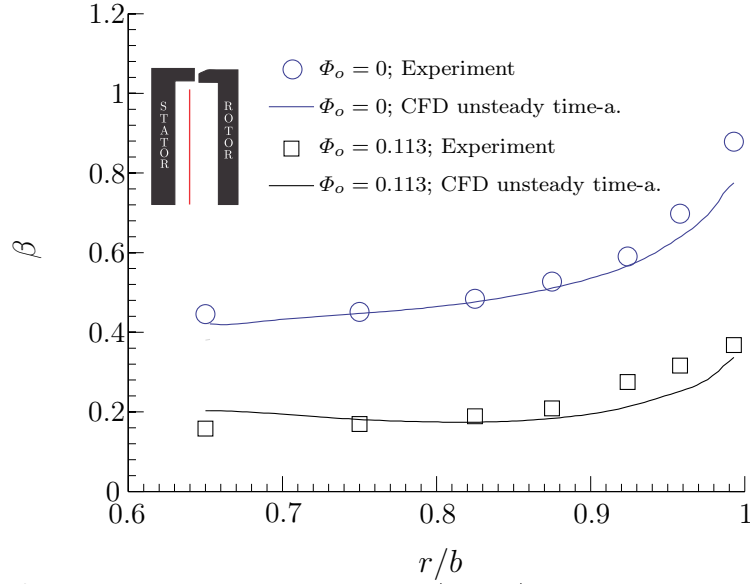 1.2
1
0.8
0.6
0.4
0.2
0
β
STATOR
ROTOR
Φₒ = 0; Experiment
Φₒ = 0; CFD unsteady time-a.
Φₒ = 0.113; Experiment
Φₒ = 0.113; CFD unsteady time-a.
0.6 0.7 0.8 0.9 1
r/b